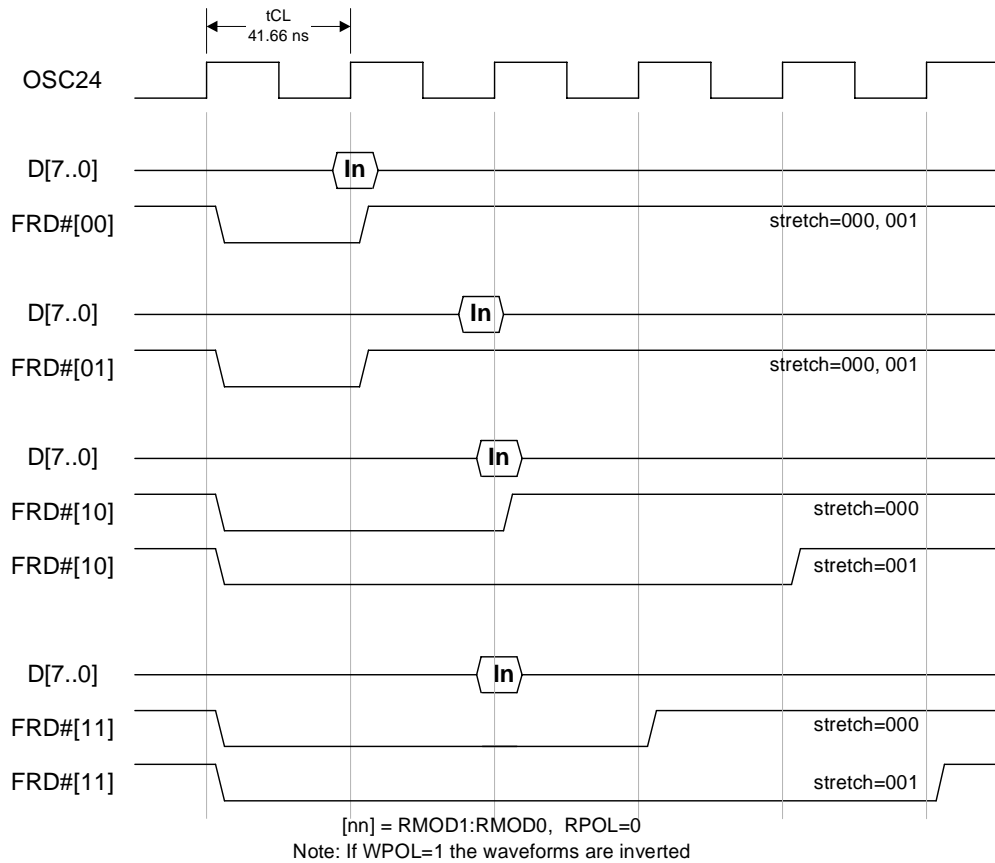 tCL
41.66 ns
OSC24
D[7..0]
In
FRD#[00]
stretch=000, 001
D[7..0]
In
FRD#[01]
stretch=000, 001
D[7..0]
In
FRD#[10]
stretch=000
FRD#[10]
stretch=001
D[7..0]
In
FRD#[11]
stretch=000
FRD#[11]
stretch=001
[nn] = RMOD1:RMOD0, RPOL=0
Note: If WPOL=1 the waveforms are inverted